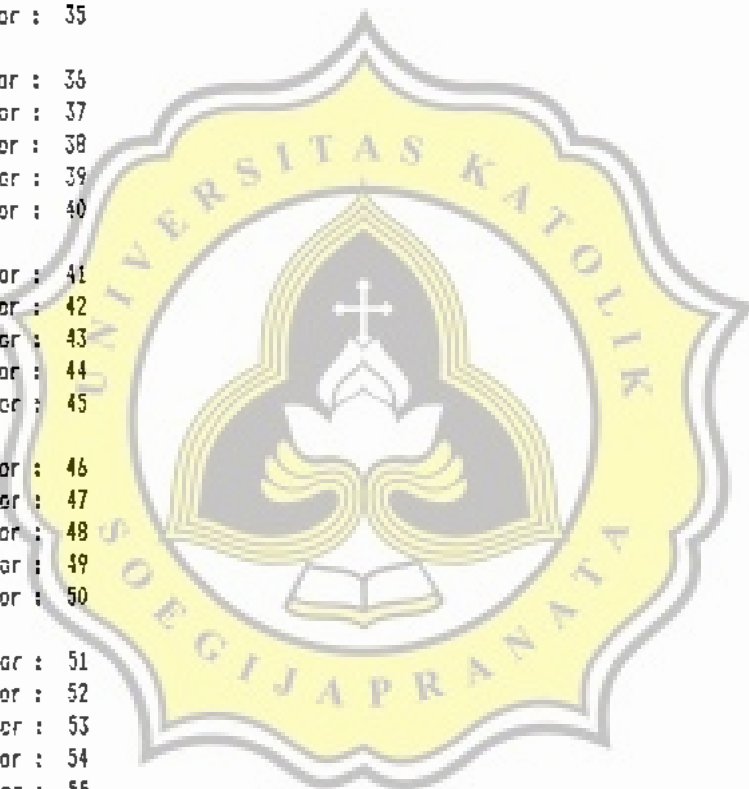 or : 35
or : 36
or : 37
or : 38
or : 39
or : 40
or : 41
or : 42
or : 43
or : 44
or : 45
or : 46
or : 47
or : 48
or : 49
or : 50
or : 51
or : 52
or : 53
or : 54
or : 55
UNIVERSITAS KATOLIK
SOEGIJAPRANATA